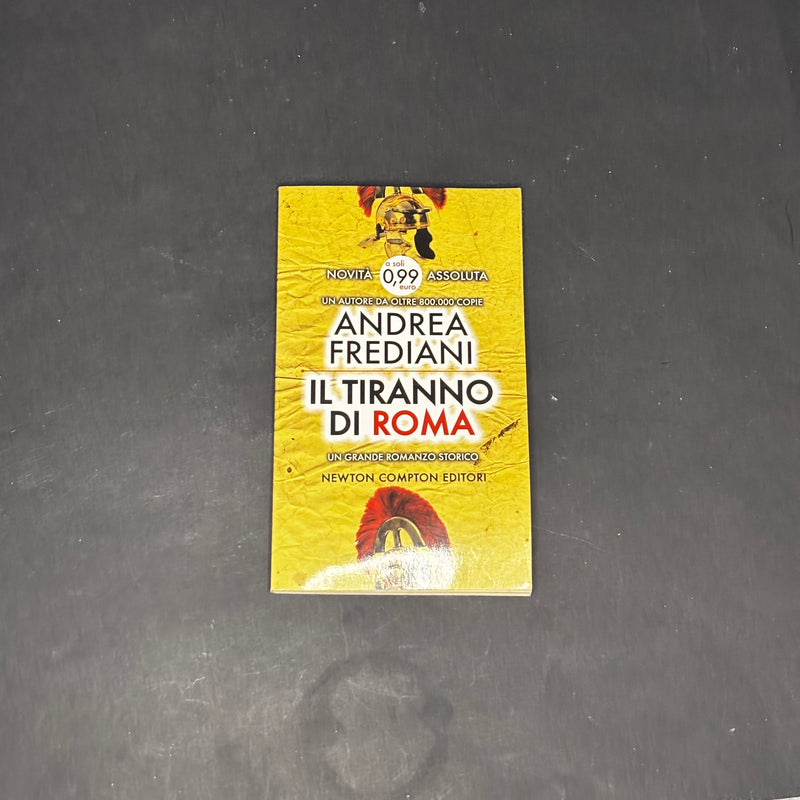 a soli
NOVITÀ 0,99 ASSOLUTA
euro
UN AUTORE DA OLTRE 800.000 COPIE
ANDREA
FREDIANI
IL TIRANNO
DI ROMA
UN GRANDE ROMANZO STORICO
NEWTON COMPTON EDITORI